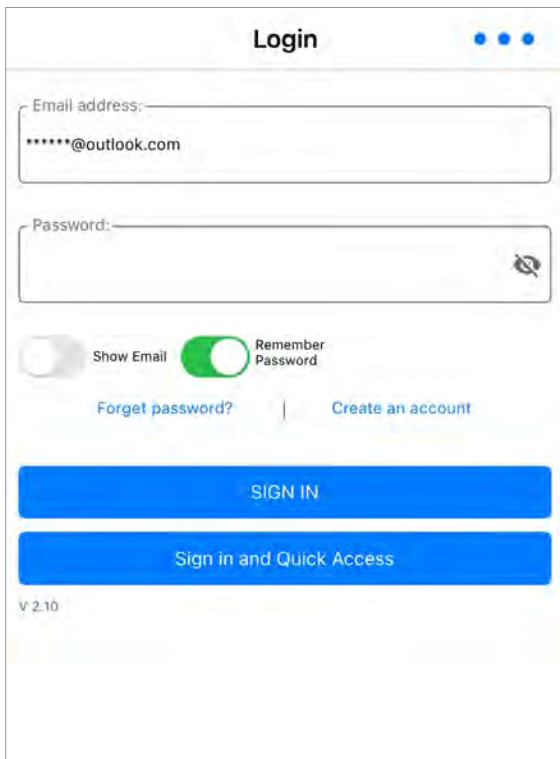 Login
Email address:
******@outlook.com
Password:
Show Email
Remember
Password
Forget password? | Create an account
SIGN IN
Sign in and Quick Access
V 2.10